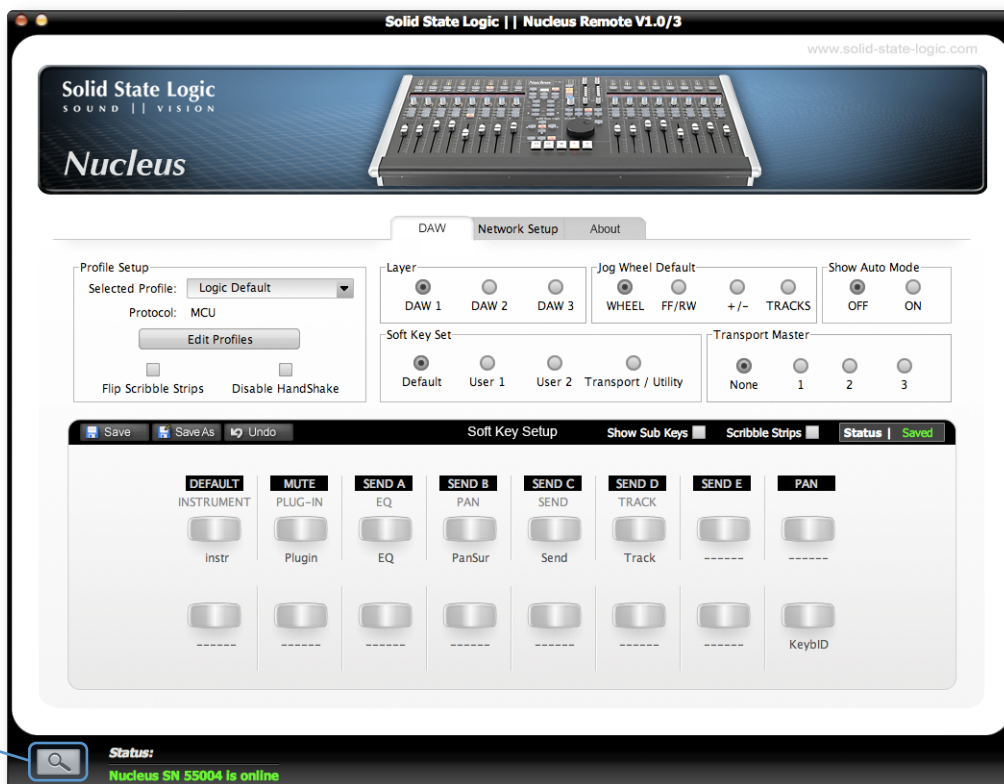 Solid State Logic || Nucleus Remote V1.0/3
www.solid-state-logic.com
Solid State Logic
SOUND || VISION
Nucleus
DAW Network Setup About
Profile Setup
Selected Profile: Logic Default
Protocol: MCU
Edit Profiles
Flip Scribble Strips Disable HandShake
Layer
DAW 1 DAW 2 DAW 3
Jog Wheel Default
WHEEL FF/RW +/- TRACKS
Show Auto Mode
OFF ON
Soft Key Set
Default User 1 User 2 Transport / Utility
Transport Master
None 1 2 3
Save Save As Undo Soft Key Setup Show Sub Keys Scribble Strips Status | Saved
DEFAULT MUTE SEND A SEND B SEND C SEND D SEND E PAN
INSTRUMENT PLUG-IN EQ PAN SEND TRACK
instr Plugin EQ PanSur Send Track ------ ------
------ ------ ------ ------ ------ ------ ------ KeybID
Status:
Nucleus SN 55004 is online